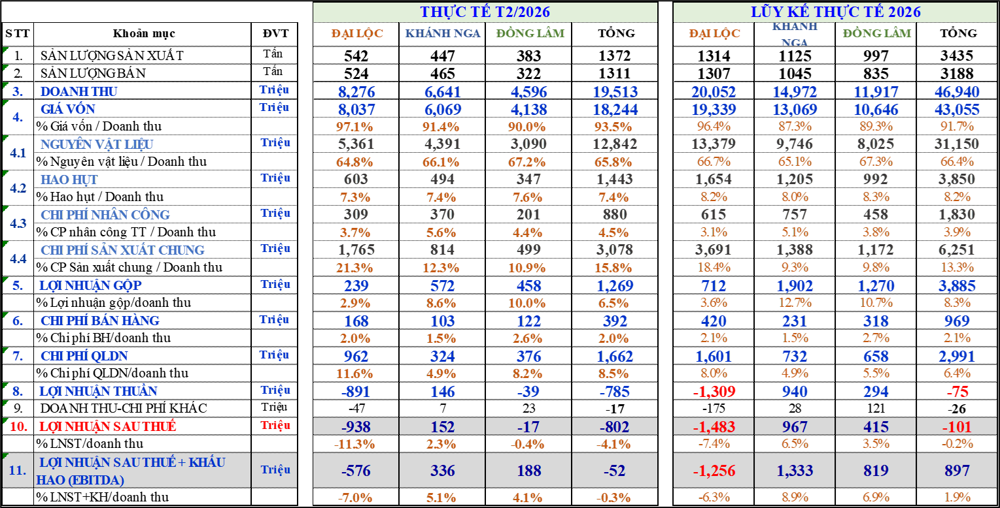 THỰC TẾ T2/2026 LŨY KẾ THỰC TẾ 2026
STT Khoản mục ĐVT ĐẠI LỘC KHÁNH NGA ĐỒNG LÂM TỔNG ĐẠI LỘC KHÁNH NGA ĐỒNG LÂM TỔNG
1. SẢN LƯỢNG SẢN XUẤT Tấn 542 447 383 1372 1314 1125 997 3435
2. SẢN LƯỢNG BÁN Tấn 524 465 322 1311 1307 1045 835 3188
3. DOANH THU Triệu 8,276 6,641 4,596 19,513 20,052 14,972 11,917 46,940
4. GIÁ VỐN Triệu 8,037 6,069 4,138 18,244 19,339 13,069 10,646 43,055
% Giá vốn / Doanh thu 97.1% 91.4% 90.0% 93.5% 96.4% 87.3% 89.3% 91.7%
4.1 NGUYÊN VẬT LIỆU Triệu 5,361 4,391 3,090 12,842 13,379 9,746 8,025 31,150
% Nguyên vật liệu / Doanh thu 64.8% 66.1% 67.2% 65.8% 66.7% 65.1% 67.3% 66.4%
4.2 HAO HỤT Triệu 603 494 347 1,443 1,654 1,205 992 3,850
% Hao hụt / Doanh thu 7.3% 7.4% 7.6% 7.4% 8.2% 8.0% 8.3% 8.2%
4.3 CHI PHÍ NHÂN CÔNG Triệu 309 370 201 880 615 757 458 1,830
% CP nhân công TT / Doanh thu 3.7% 5.6% 4.4% 4.5% 3.1% 5.1% 3.8% 3.9%
4.4 CHI PHÍ SẢN XUẤT CHUNG Triệu 1,765 814 499 3,078 3,691 1,388 1,172 6,251
% CP Sản xuất chung / Doanh thu 21.3% 12.3% 10.9% 15.8% 18.4% 9.3% 9.8% 13.3%
5. LỢI NHUẬN GỘP Triệu 239 572 458 1,269 712 1,902 1,270 3,885
% Lợi nhuận gộp/doanh thu 2.9% 8.6% 10.0% 6.5% 3.6% 12.7% 10.7% 8.3%
6. CHI PHÍ BÁN HÀNG Triệu 168 103 122 392 420 231 318 969
% Chi phí BH/doanh thu 2.0% 1.5% 2.6% 2.0% 2.1% 1.5% 2.7% 2.1%
7. CHI PHÍ QLDN Triệu 962 324 376 1,662 1,601 732 658 2,991
% Chi phí QLDN/doanh thu 11.6% 4.9% 8.2% 8.5% 8.0% 4.9% 5.5% 6.4%
8. LỢI NHUẬN THUẦN Triệu -891 146 -39 -785 -1,309 940 294 -75
9. DOANH THU-CHI PHÍ KHÁC Triệu -47 7 23 -17 -175 28 121 -26
10. LỢI NHUẬN SAU THUẾ Triệu -938 152 -17 -802 -1,483 967 415 -101
% LNST/doanh thu -11.3% 2.3% -0.4% -4.1% -7.4% 6.5% 3.5% -0.2%
11. LỢI NHUẬN SAU THUẾ + KHẤU HAO (EBITDA) Triệu -576 336 188 -52 -1,256 1,333 819 897
% LNST+KH/doanh thu -7.0% 5.1% 4.1% -0.3% -6.3% 8.9% 6.9% 1.9%